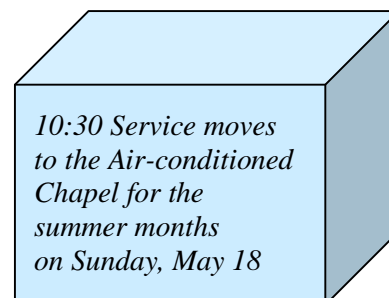 10:30 Service moves
to the Air-conditioned
Chapel for the
summer months
on Sunday, May 18